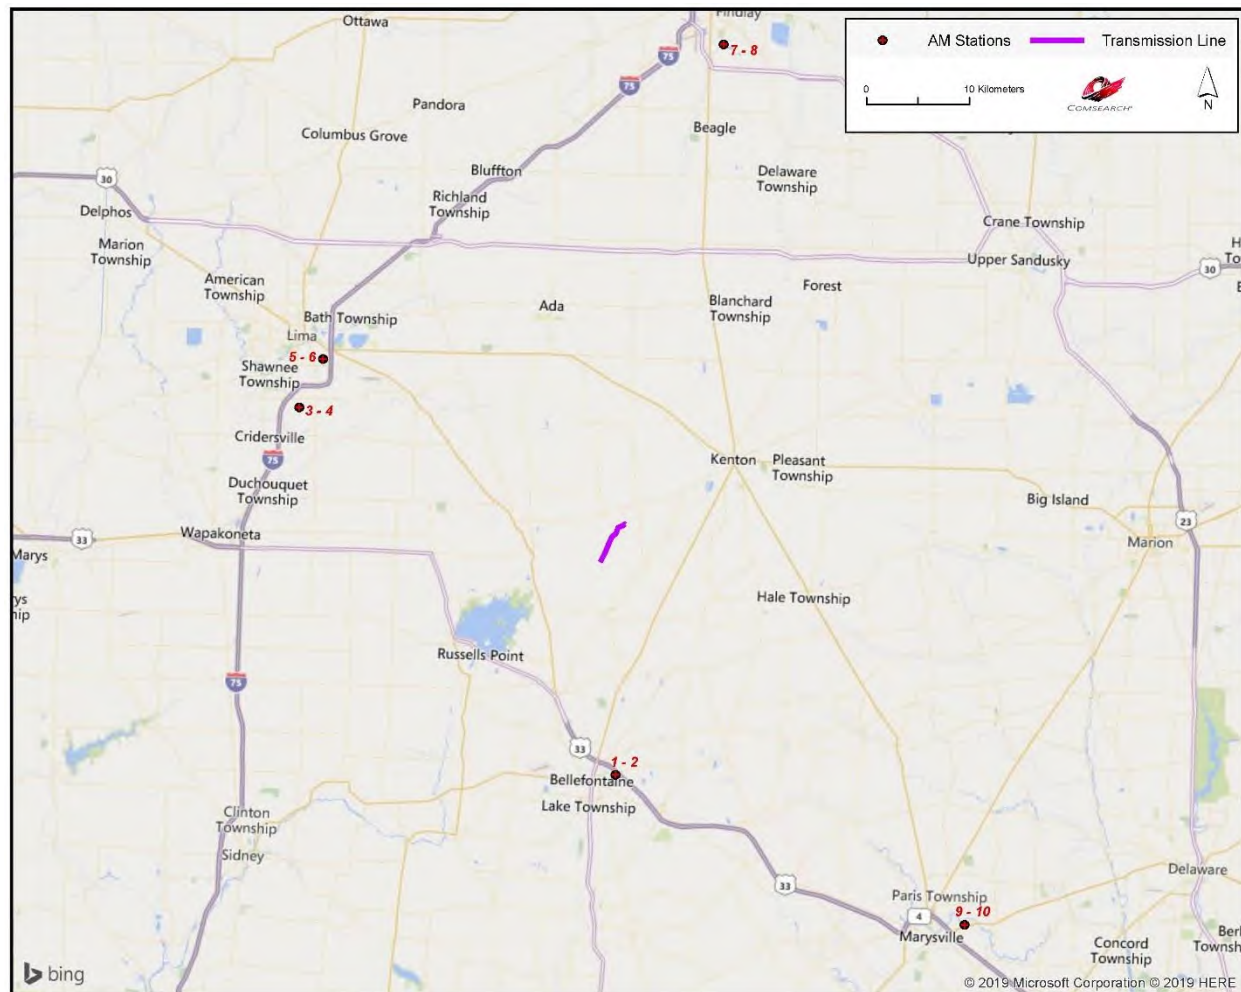 Ottawa
Findlay
7 - 8
75
AM Stations
Transmission Line
0
10 Kilometers
COMSEARCH
N
75
Pandora
Columbus Grove
Beagle
Bluffton
Delaware
Township
30
Richland
Township
Delphos
Crane Township
Marion
Township
Upper Sandusky
30
American
Township
Forest
Ada
Blanchard
Township
Bath Township
Lima
5 - 6
Shawnee
Township
3 - 4
Cridersville
75
Kenton
Pleasant
Township
Duchouquet
Township
Big Island
23
Wapakoneta
33
Marion
Marys
Hale Township
Russells Point
75
33
1 - 2
Bellefontaine
Lake Township
Clinton
Township
Sidney
Delaware
33
Paris Township
4
9 - 10
Marysville
Concord
Township
bing
© 2019 Microsoft Corporation © 2019 HERE